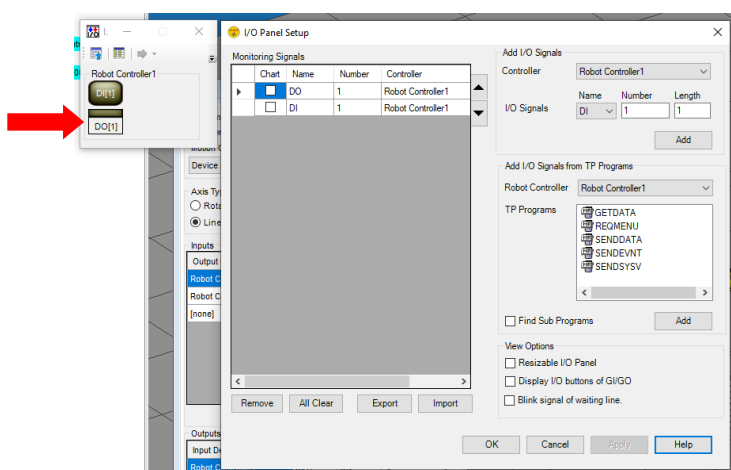 I/O L
Robot Controller1
DI[1]
DO[1]
Device
Axis Ty
Rota
Line
Inputs
Output
Robot C
Robot C
[none]
Outputs
Input De
Robot C
I/O Panel Setup
Monitoring Signals
Chart Name Number Controller
DO 1 Robot Controller1
DI 1 Robot Controller1
Remove All Clear Export Import
Add I/O Signals
Controller Robot Controller1
Name Number Length
I/O Signals DI 1 1
Add
Add I/O Signals from TP Programs
Robot Controller Robot Controller1
TP Programs
GETDATA
REQMENU
SENDDATA
SENDEVNT
SENDSYSV
Find Sub Programs Add
View Options
Resizable I/O Panel
Display I/O buttons of GI/GO
Blink signal of waiting line.
OK Cancel Apply Help